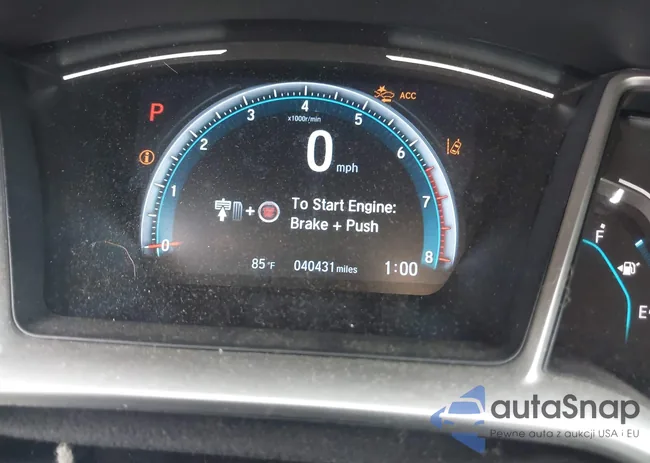 P
ACC
x1000r/min
0
1
2
3
4
5
6
7
8
0 mph
To Start Engine:
Brake + Push
85°F 040431 miles 1:00
F
E
autaSnap
Pewne auta z aukcji USA i EU